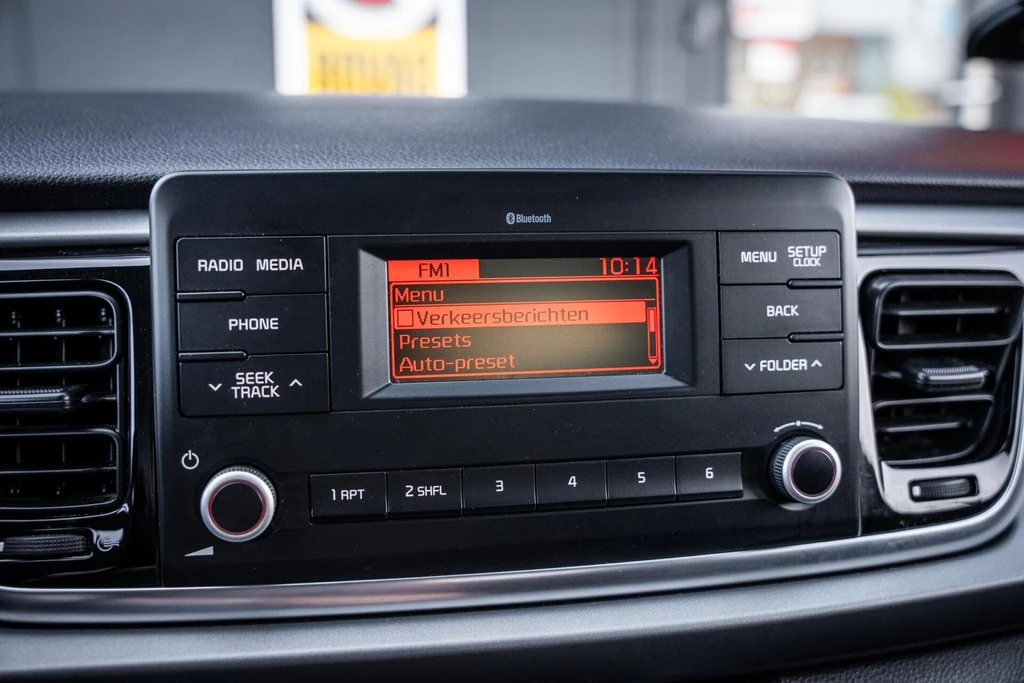 Bluetooth
RADIO MEDIA
PHONE
SEEK
TRACK
FM1 10:14
Menu
Verkeersberichten
Presets
Auto-preset
MENU SETUP
CLOCK
BACK
FOLDER
1 RPT 2 SHFL 3 4 5 6